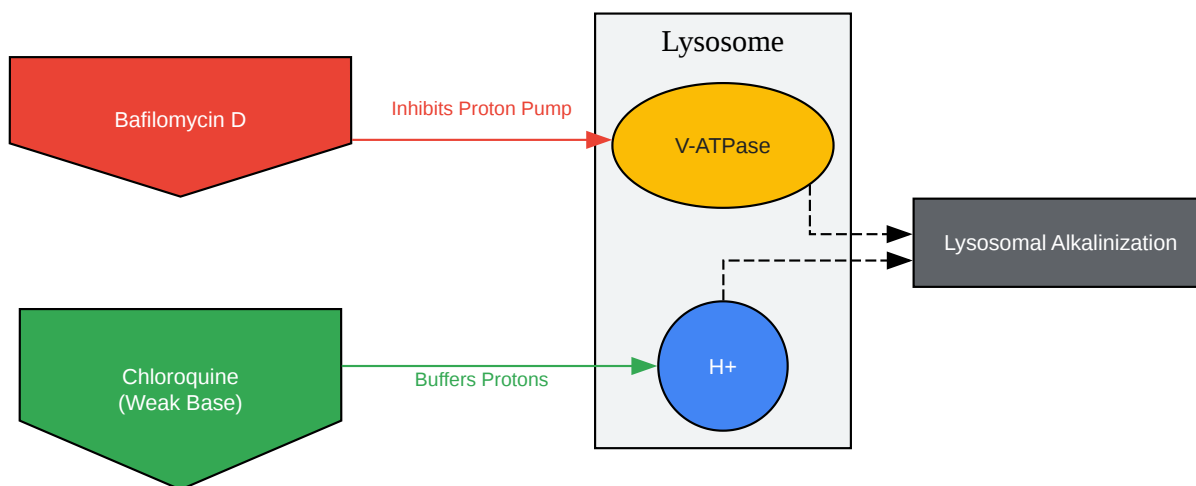 Lysosome
Bafilomycin D
Inhibits Proton Pump
V-ATPase
Lysosomal Alkalinization
Chloroquine
(Weak Base)
Buffers Protons
H+